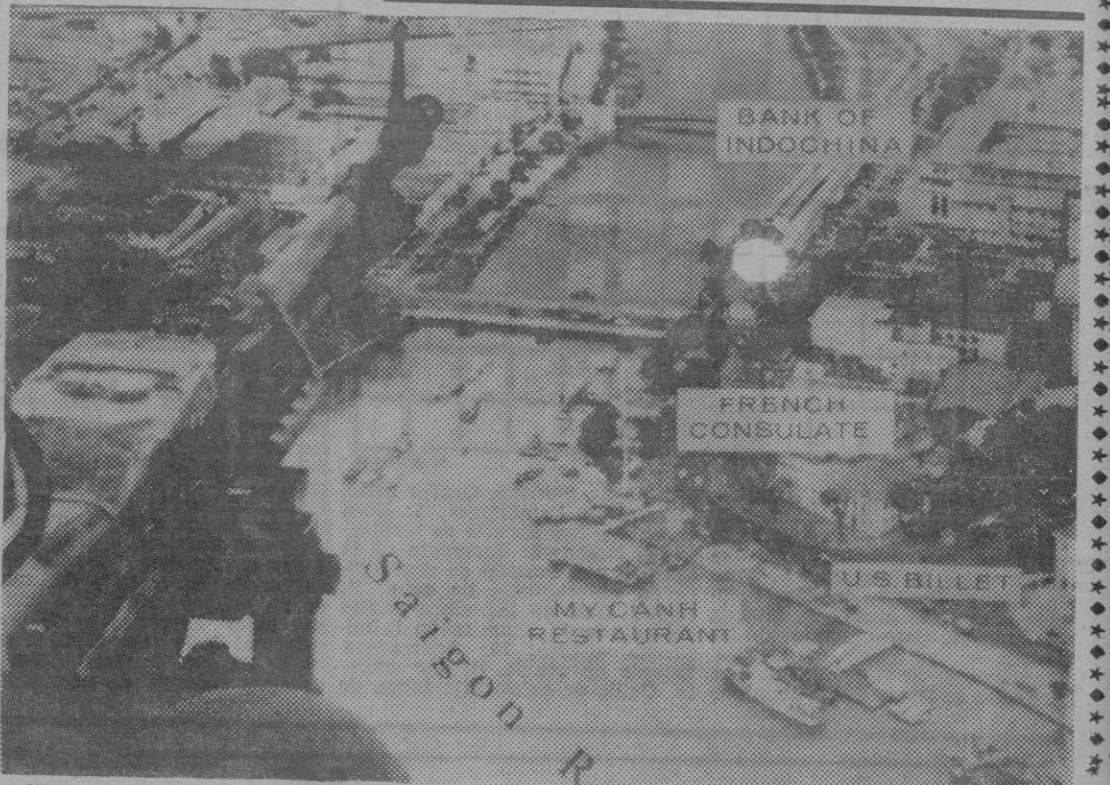 BANK OF
INDOCHINA
FRENCH
CONSULATE
U.S. BILLET
MY CANH
RESTAURANT
Saigon R